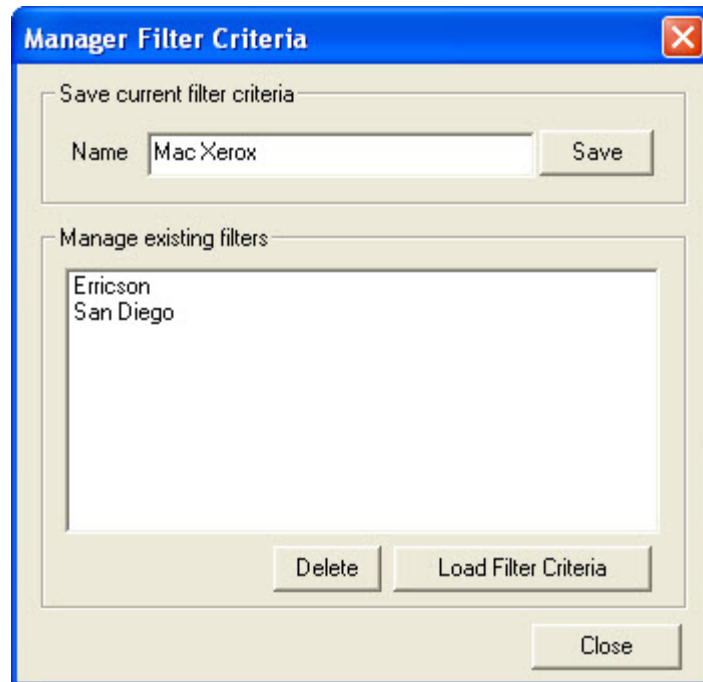 Manager Filter Criteria
Save current filter criteria
Name Mac Xerox Save
Manage existing filters
Erricson
San Diego
Delete Load Filter Criteria
Close